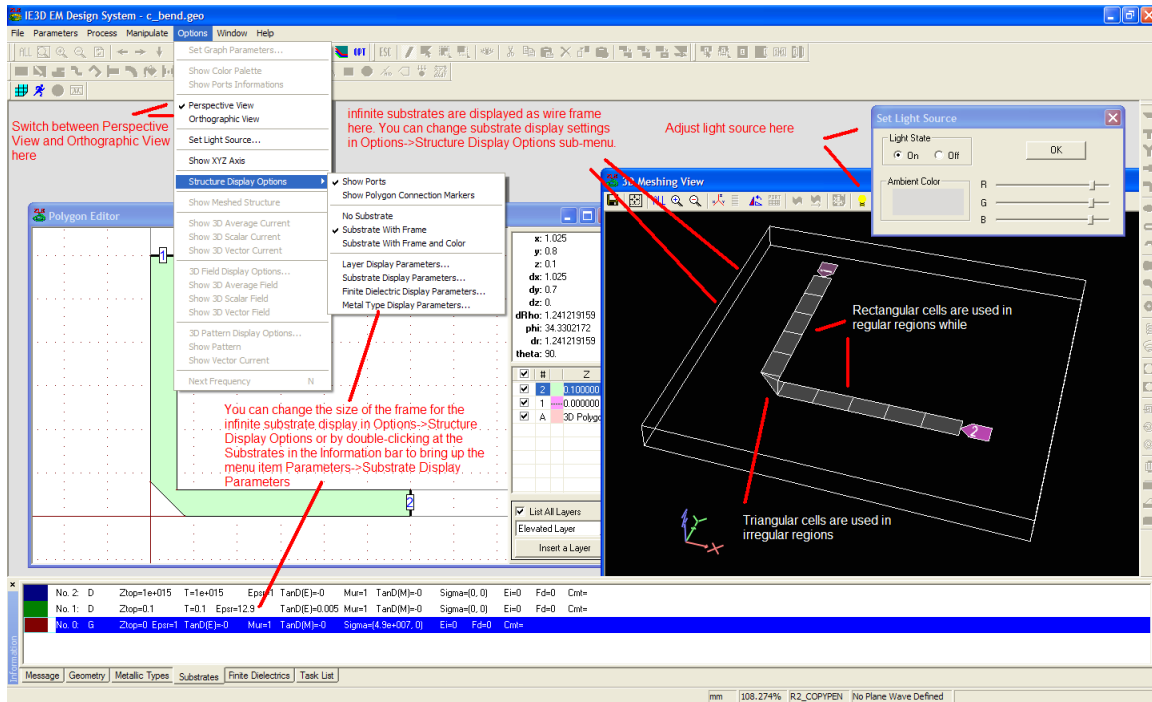 IE3D EM Design System - c_bend.geo
File Parameters Process Manipulate Options Window Help
ALL OPT ESC
Set Graph Parameters...
Show Color Palette
Show Ports Informations
Perspective View
Orthographic View
Set Light Source...
Show XYZ Axis
Structure Display Options
Show Meshed Structure
Show 3D Average Current
Show 3D Scalar Current
Show 3D Vector Current
3D Field Display Options...
Show 3D Average Field
Show 3D Scalar Field
Show 3D Vector Field
3D Pattern Display Options...
Show Pattern
Show Vector Current
Next Frequency N
Show Ports
Show Polygon Connection Markers
No Substrate
Substrate With Frame
Substrate With Frame and Color
Layer Display Parameters...
Substrate Display Parameters...
Finite Dielectric Display Parameters...
Metal Type Display Parameters...
Switch between Perspective
View and Orthographic View
here
infinite substrates are displayed as wire frame
here. You can change substrate display settings
in Options->Structure Display Options sub-menu.
Adjust light source here
Set Light Source
Light State
On Off
OK
Ambient Color
R
G
B
Polygon Editor
1
2
x: 1.025
y: 0.8
z: 0.1
dx: 1.025
dy: 0.7
dz: 0.
dRho: 1.241219159
phi: 34.3302172
dr: 1.241219159
theta: 90.
# Z
2 0.100000
1 0.000000
A 3D Polygo
List All Layers
Elevated Layer
Insert a Layer
3D Meshing View
ALL
1
Rectangular cells are used in
regular regions while
2
Triangular cells are used in
irregular regions
Y
X
You can change the size of the frame for the
infinite substrate display in Options->Structure
Display Options or by double-clicking at the
Substrates in the Information bar to bring up the
menu item Parameters->Substrate Display
Parameters
No. 2: D Ztop=1e+015 T=1e+015 Epsr=1 TanD(E)=-0 Mur=1 TanD(M)=-0 Sigma=(0, 0) Ei=0 Fd=0 Cmt=
No. 1: D Ztop=0.1 T=0.1 Epsr=12.9 TanD(E)=0.005 Mur=1 TanD(M)=-0 Sigma=(0, 0) Ei=0 Fd=0 Cmt=
No. 0: G Ztop=0 Epsr=1 TanD(E)=-0 Mur=1 TanD(M)=-0 Sigma=(4.9e+007, 0) Ei=0 Fd=0 Cmt=
Information
Message Geometry Metallic Types Substrates Finite Dielectrics Task List
mm 108.274% R2_COPYPEN No Plane Wave Defined